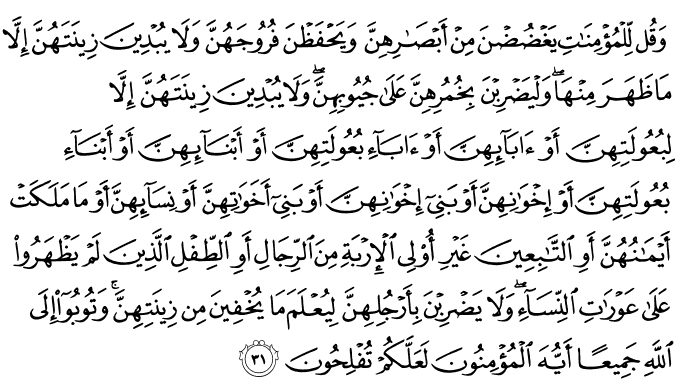 وَقُل لِّلْمُؤْمِنَٰتِ يَغْضُضْنَ مِنْ أَبْصَٰرِهِنَّ وَيَحْفَظْنَ فُرُوجَهُنَّ وَلَا يُبْدِينَ زِينَتَهُنَّ إِلَّا
مَا ظَهَرَ مِنْهَا ۖ وَلْيَضْرِبْنَ بِخُمُرِهِنَّ عَلَىٰ جُيُوبِهِنَّ ۖ وَلَا يُبْدِينَ زِينَتَهُنَّ إِلَّا
لِبُعُولَتِهِنَّ أَوْ ءَابَآئِهِنَّ أَوْ ءَابَآءِ بُعُولَتِهِنَّ أَوْ أَبْنَآئِهِنَّ أَوْ أَبْنَآءِ
بُعُولَتِهِنَّ أَوْ إِخْوَٰنِهِنَّ أَوْ بَنِىٓ إِخْوَٰنِهِنَّ أَوْ بَنِىٓ أَخَوَٰتِهِنَّ أَوْ نِسَآئِهِنَّ أَوْ مَا مَلَكَتْ
أَيْمَٰنُهُنَّ أَوِ ٱلتَّٰبِعِينَ غَيْرِ أُو۟لِى ٱلْإِرْبَةِ مِنَ ٱلرِّجَالِ أَوِ ٱلطِّفْلِ ٱلَّذِينَ لَمْ يَظْهَرُوا۟
عَلَىٰ عَوْرَٰتِ ٱلنِّسَآءِ ۖ وَلَا يَضْرِبْنَ بِأَرْجُلِهِنَّ لِيُعْلَمَ مَا يُخْفِينَ مِن زِينَتِهِنَّ ۚ وَتُوبُوٓا۟ إِلَى
ٱللَّهِ جَمِيعًا أَيُّهَ ٱلْمُؤْمِنُونَ لَعَلَّكُمْ تُفْلِحُونَ ۝٣١